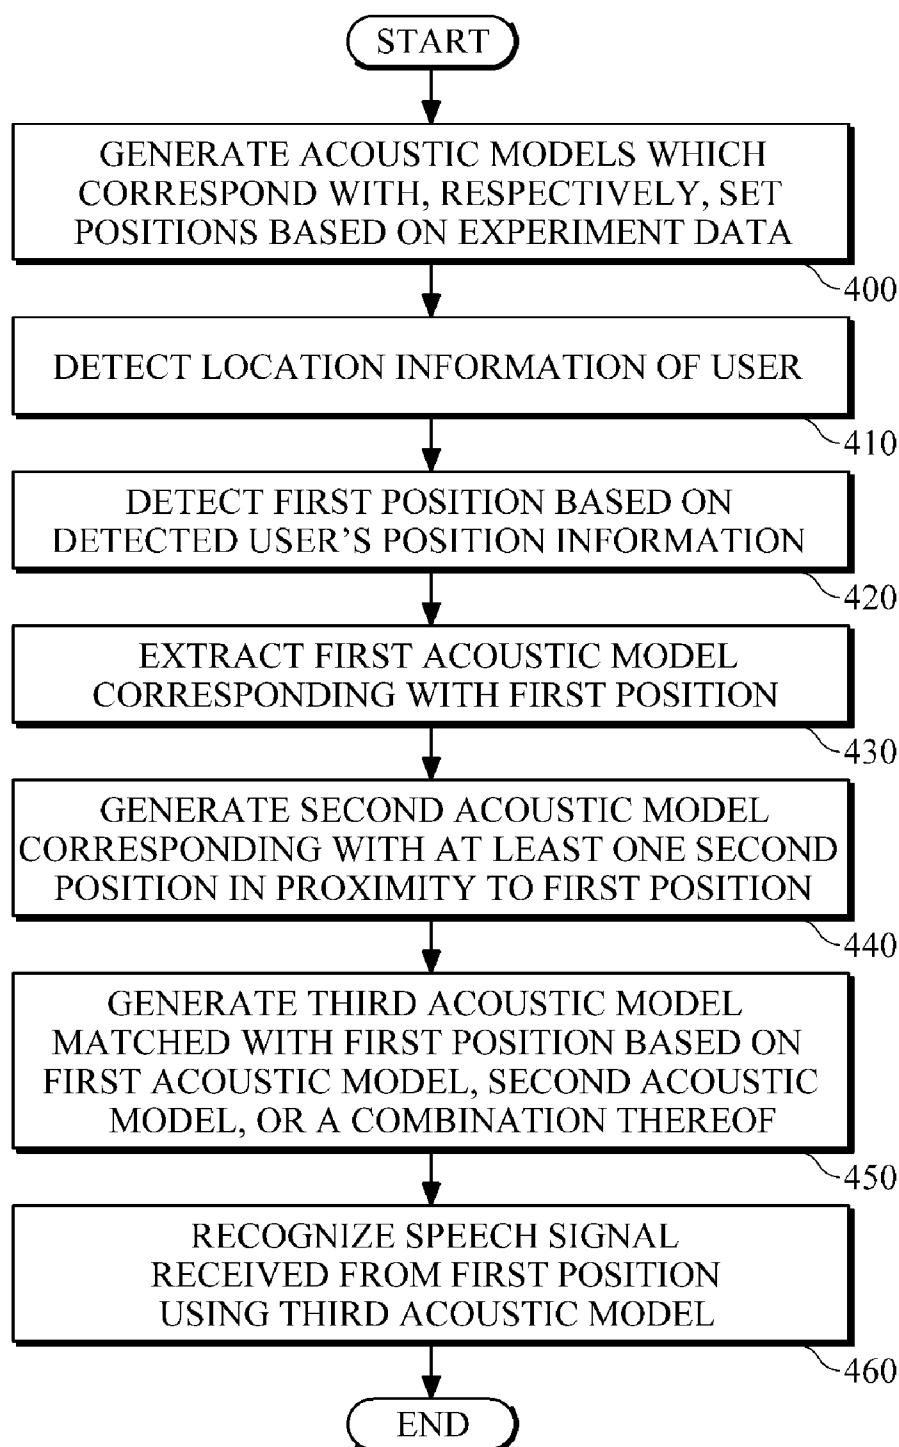 START
GENERATE ACOUSTIC MODELS WHICH
CORRESPOND WITH, RESPECTIVELY, SET
POSITIONS BASED ON EXPERIMENT DATA
400
DETECT LOCATION INFORMATION OF USER
410
DETECT FIRST POSITION BASED ON
DETECTED USER'S POSITION INFORMATION
420
EXTRACT FIRST ACOUSTIC MODEL
CORRESPONDING WITH FIRST POSITION
430
GENERATE SECOND ACOUSTIC MODEL
CORRESPONDING WITH AT LEAST ONE SECOND
POSITION IN PROXIMITY TO FIRST POSITION
440
GENERATE THIRD ACOUSTIC MODEL
MATCHED WITH FIRST POSITION BASED ON
FIRST ACOUSTIC MODEL, SECOND ACOUSTIC
MODEL, OR A COMBINATION THEREOF
450
RECOGNIZE SPEECH SIGNAL
RECEIVED FROM FIRST POSITION
USING THIRD ACOUSTIC MODEL
460
END